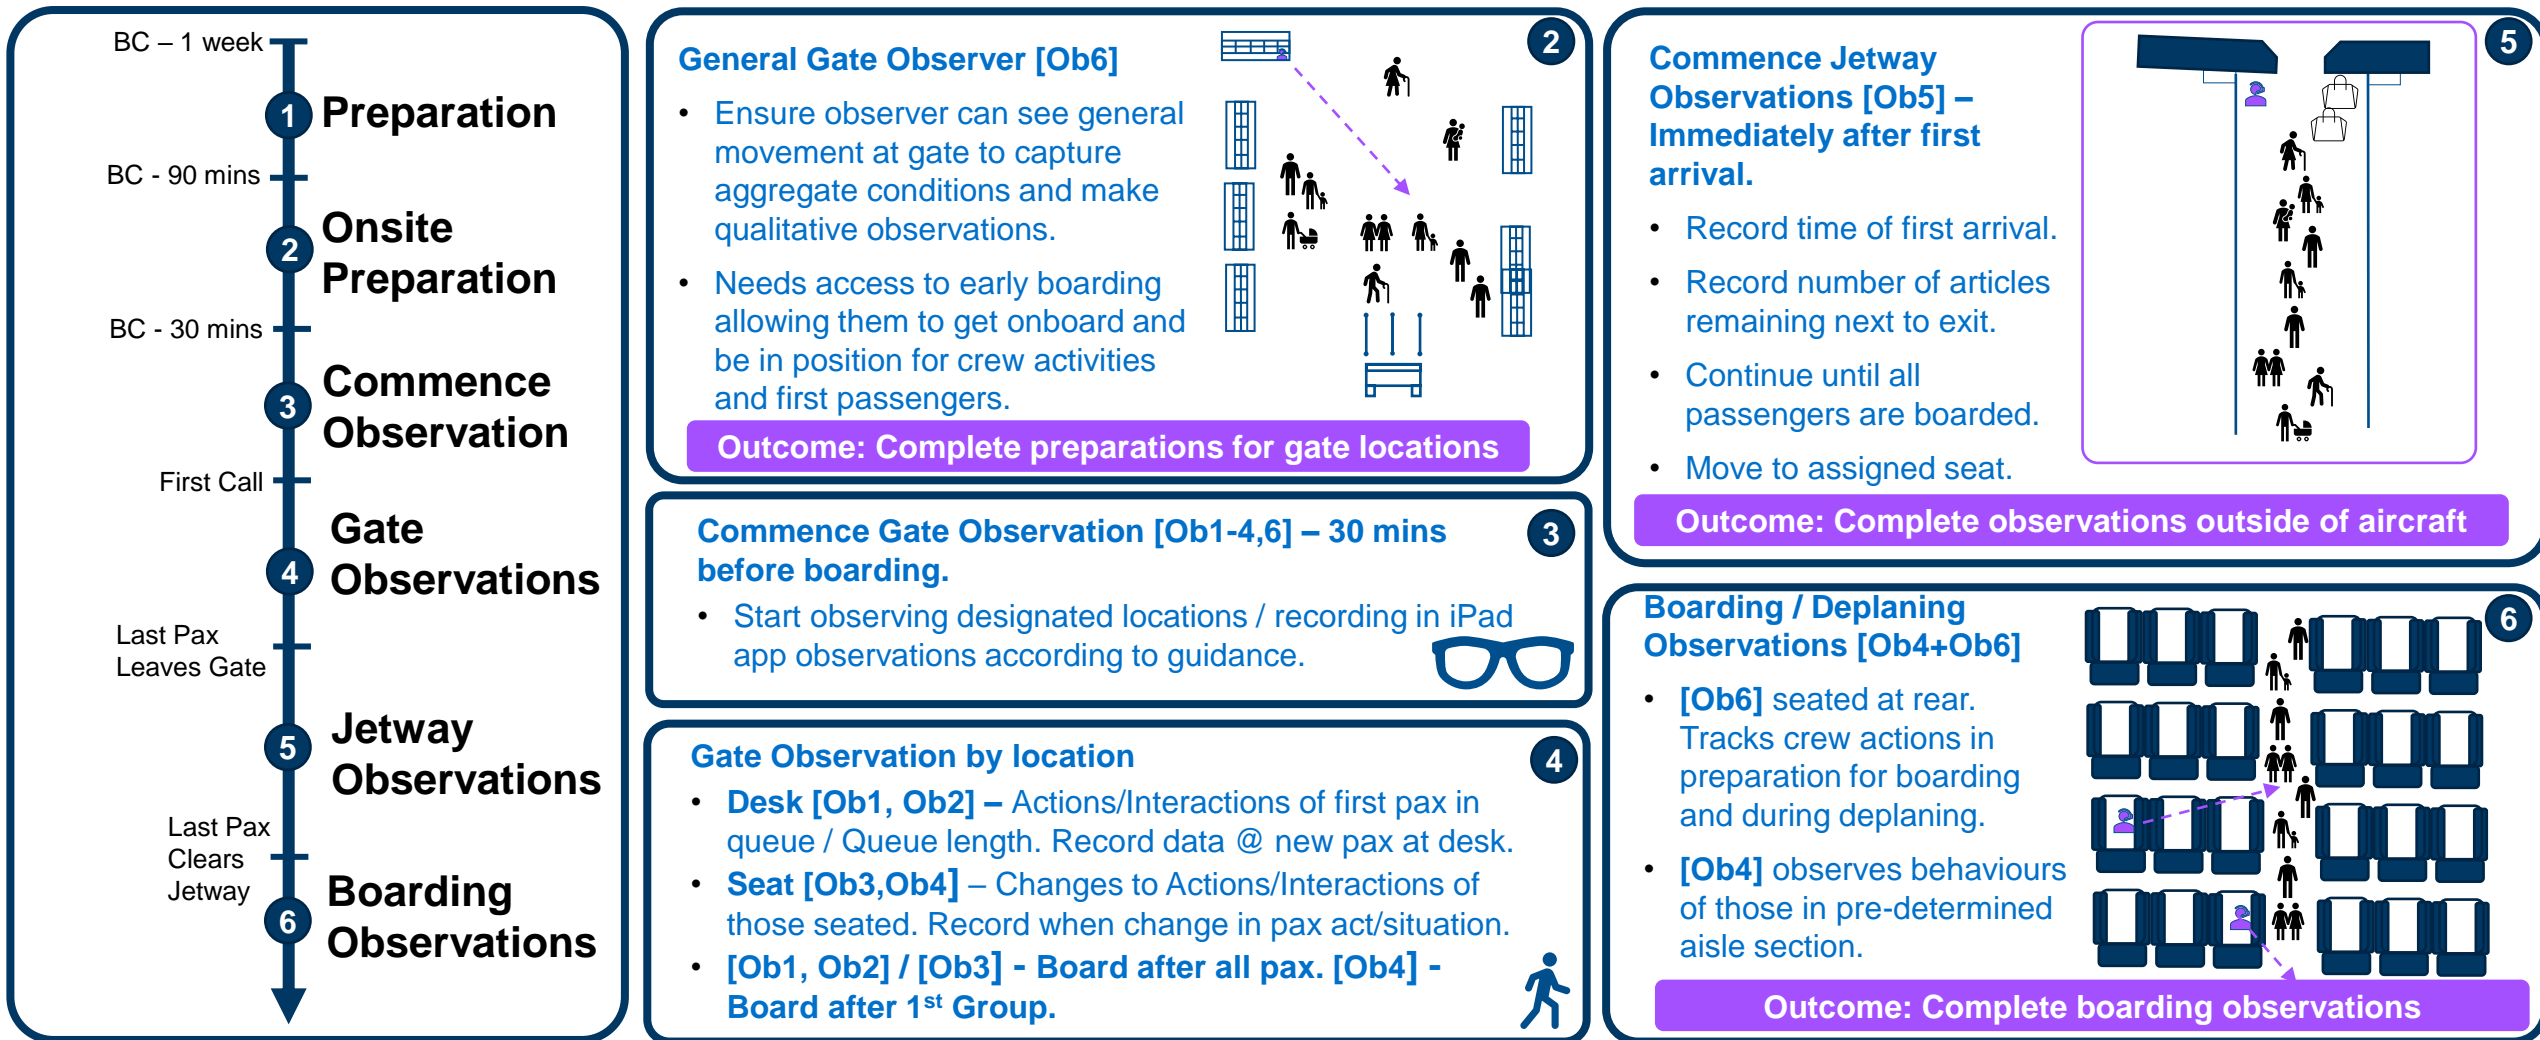 BC – 1 week
1
Preparation
BC - 90 mins
2
Onsite
Preparation
BC - 30 mins
3
Commence
Observation
First Call
4
Gate
Observations
Last Pax
Leaves Gate
5
Jetway
Observations
Last Pax
Clears
Jetway
6
Boarding
Observations
2
General Gate Observer [Ob6]
• Ensure observer can see general
movement at gate to capture
aggregate conditions and make
qualitative observations.
• Needs access to early boarding
allowing them to get onboard and
be in position for crew activities
and first passengers.
Outcome: Complete preparations for gate locations
3
Commence Gate Observation [Ob1-4,6] – 30 mins
before boarding.
• Start observing designated locations / recording in iPad
app observations according to guidance.
4
Gate Observation by location
• Desk [Ob1, Ob2] – Actions/Interactions of first pax in
queue / Queue length. Record data @ new pax at desk.
• Seat [Ob3,Ob4] – Changes to Actions/Interactions of
those seated. Record when change in pax act/situation.
• [Ob1, Ob2] / [Ob3] - Board after all pax. [Ob4] -
Board after 1st Group.
5
Commence Jetway
Observations [Ob5] –
Immediately after first
arrival.
• Record time of first arrival.
• Record number of articles
remaining next to exit.
• Continue until all
passengers are boarded.
• Move to assigned seat.
Outcome: Complete observations outside of aircraft
6
Boarding / Deplaning
Observations [Ob4+Ob6]
• [Ob6] seated at rear.
Tracks crew actions in
preparation for boarding
and during deplaning.
• [Ob4] observes behaviours
of those in pre-determined
aisle section.
Outcome: Complete boarding observations